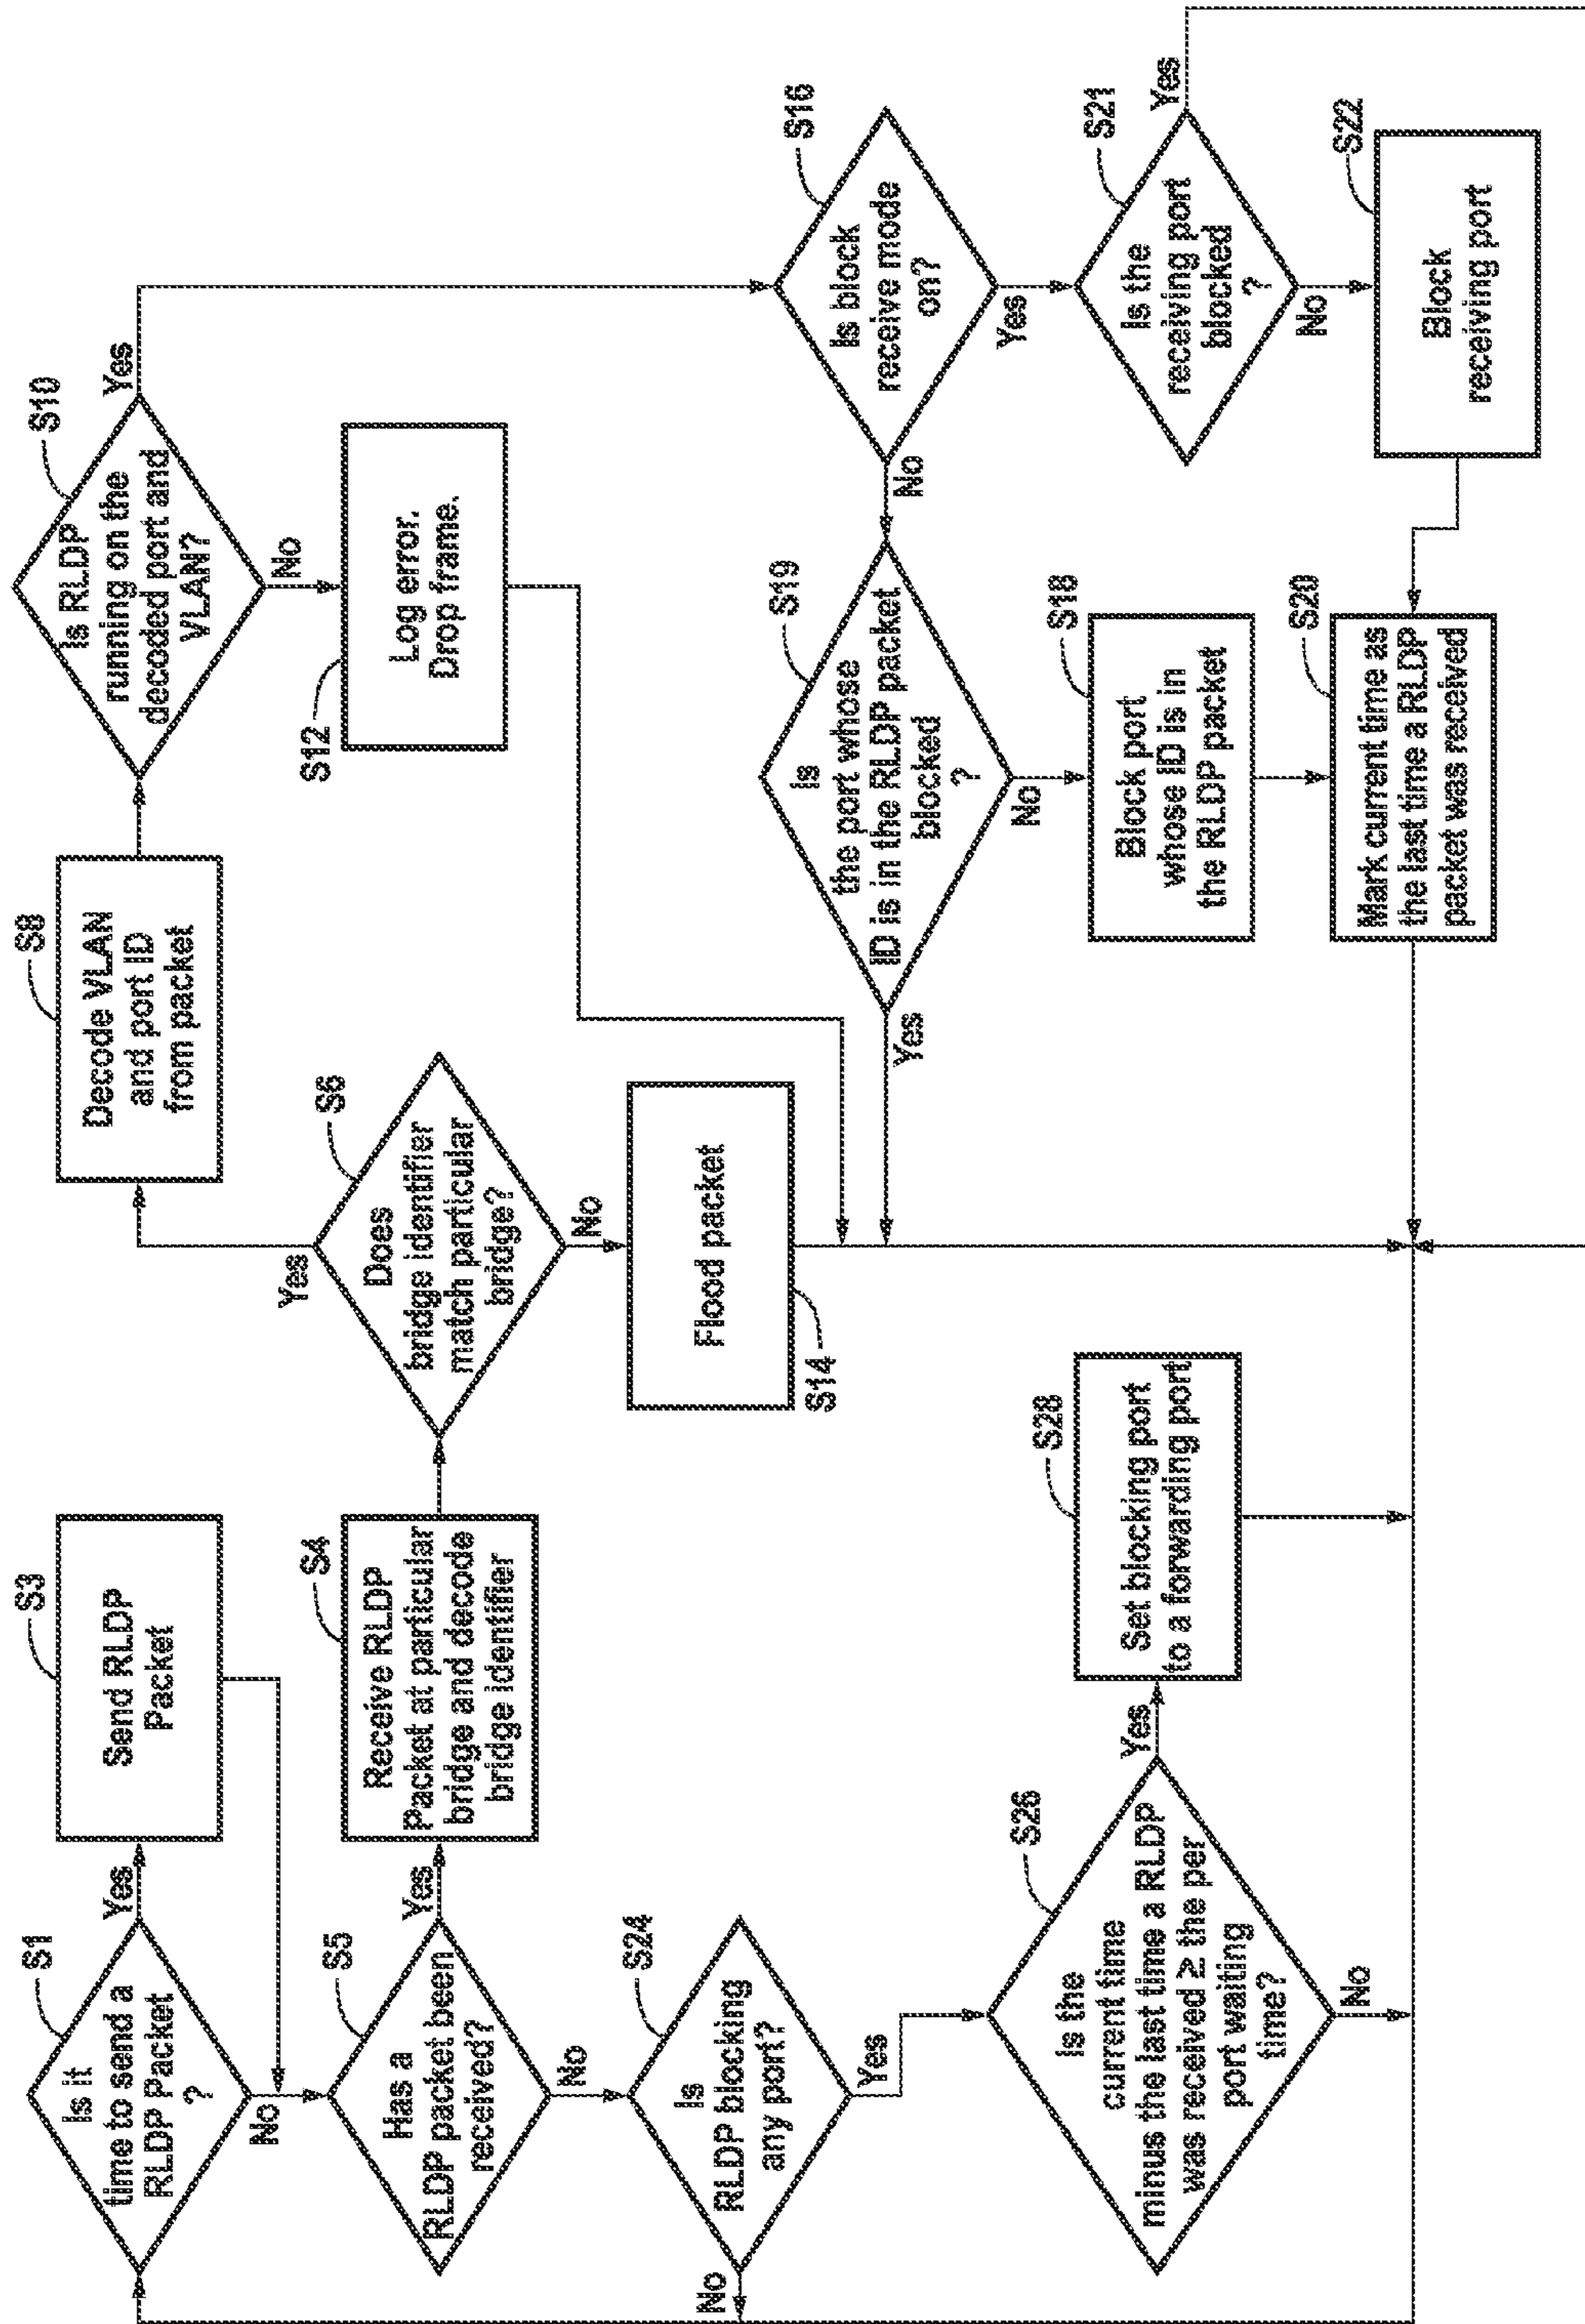 S1
Is it
time to send a
RLDP Packet
?
Yes
No
S3
Send RLDP
Packet
S5
Has a
RLDP packet been
received?
Yes
No
S4
Receive RLDP
Packet at particular
bridge and decode
bridge identifier
S6
Does
bridge identifier
match particular
bridge?
Yes
No
S8
Decode VLAN
and port ID
from packet
S10
Is RLDP
running on the
decoded port and
VLAN?
Yes
No
S12
Log error.
Drop frame.
S14
Flood packet
S24
Is
RLDP blocking
any port?
No
Yes
S26
Is the
current time
minus the last time a RLDP
was received ≥ the per
port waiting
time?
Yes
No
S28
Set blocking port
to a forwarding port
S16
Is block
receive mode
on?
No
Yes
S19
Is
the port whose
ID is in the RLDP packet
blocked
?
Yes
No
S18
Block port
whose ID is in
the RLDP packet
S20
Mark current time as
the last time a RLDP
packet was received
S21
Is the
receiving port
blocked
?
Yes
No
S22
Block
receiving port